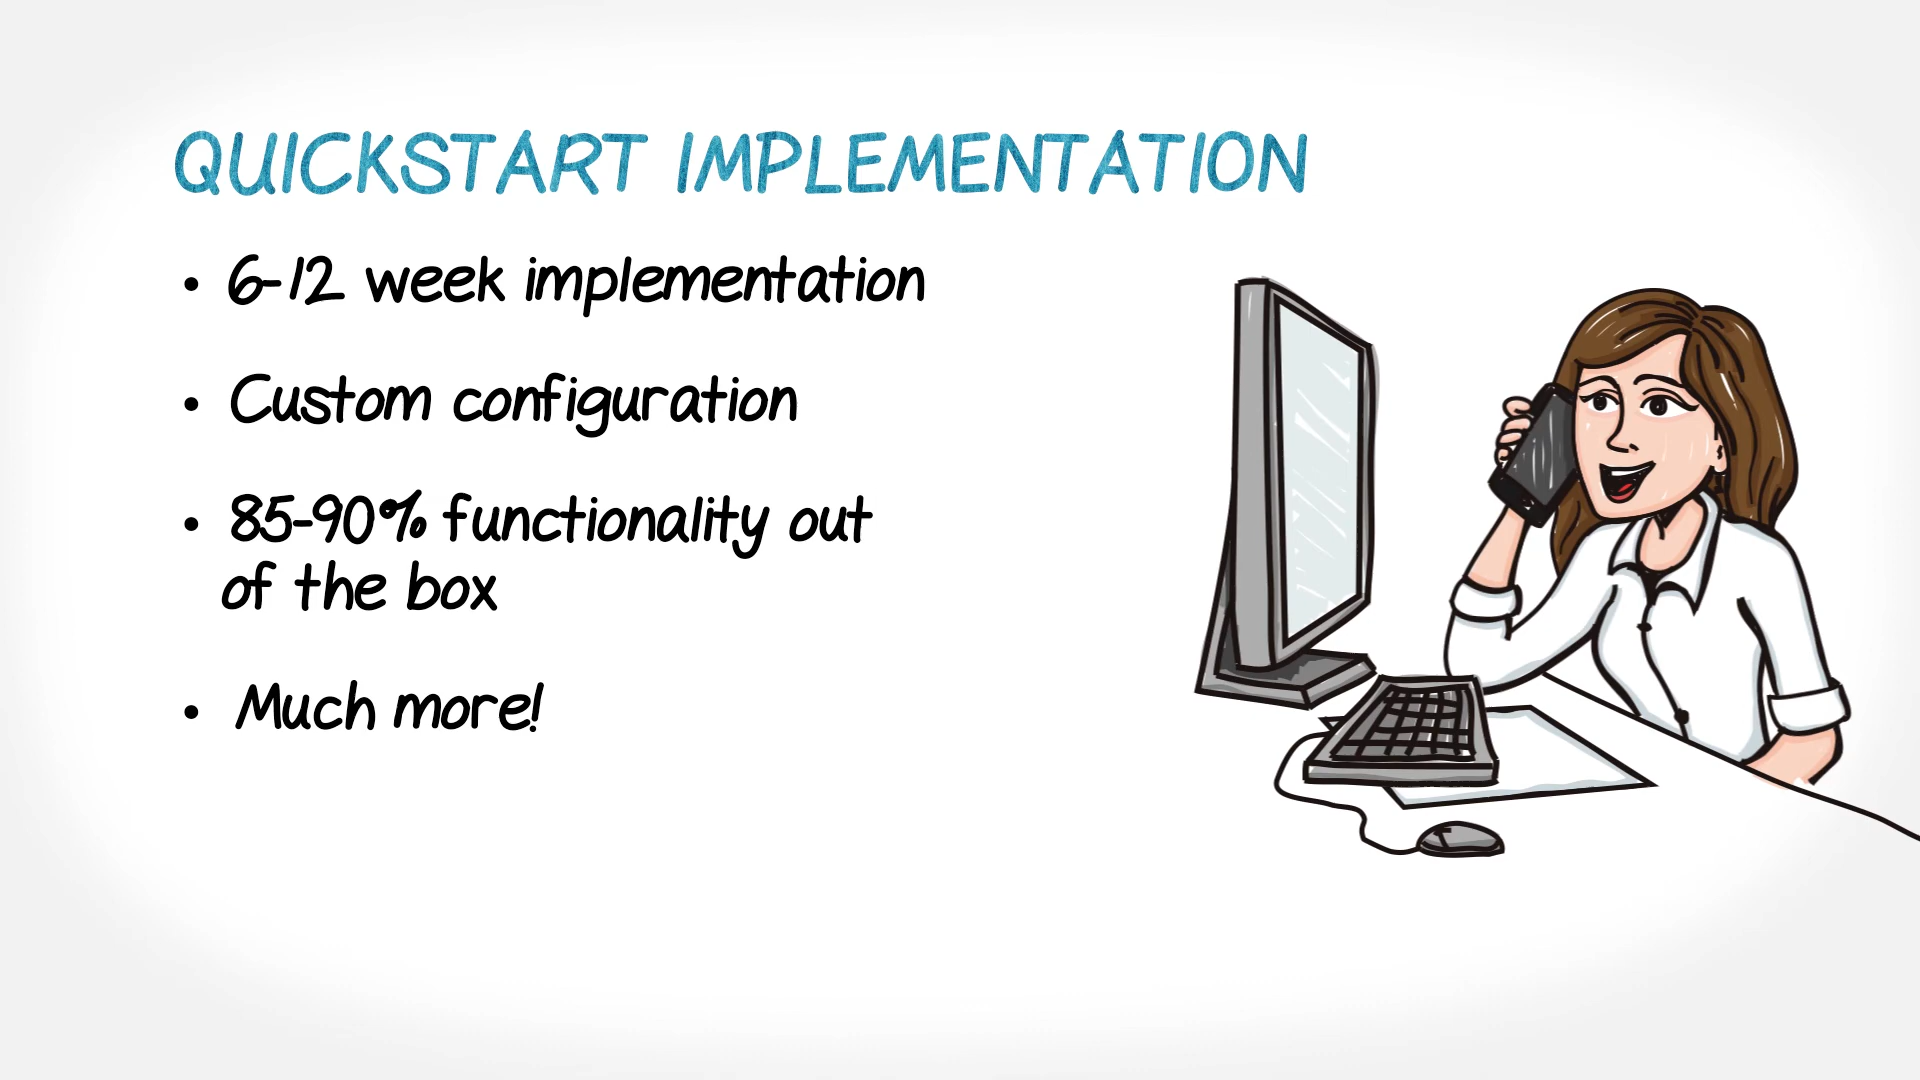 QUICKSTART IMPLEMENTATION
• 6-12 week implementation
• Custom configuration
• 85-90% functionality out
of the box
• Much more!